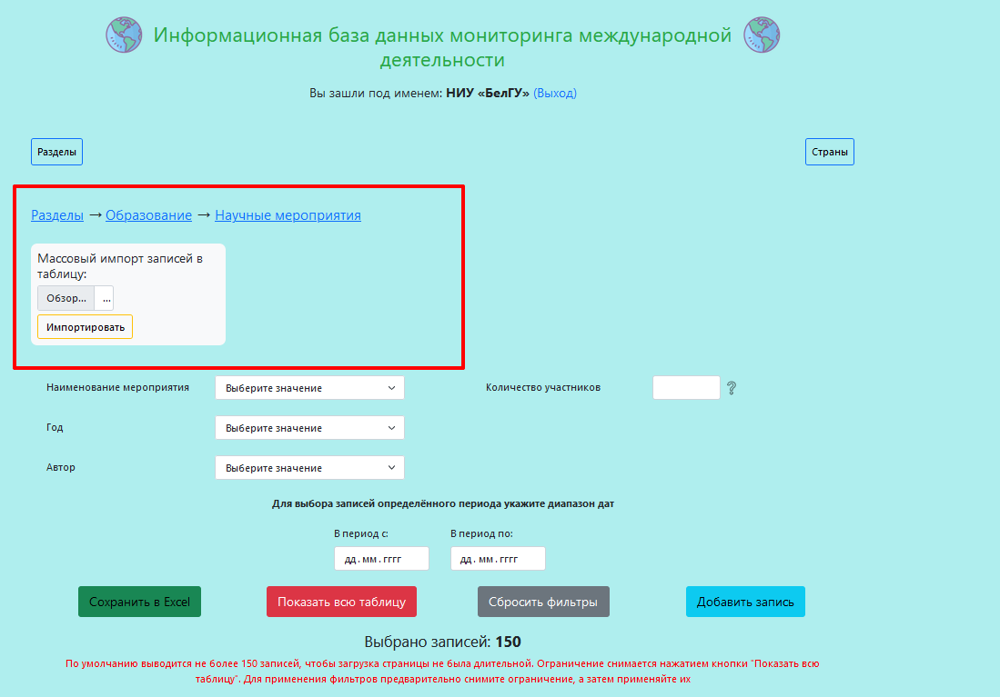 Информационная база данных мониторинга международной
деятельности
Вы зашли под именем: НИУ «БелГУ» (Выход)
Разделы
Страны
Разделы → Образование → Научные мероприятия
Массовый импорт записей в
таблицу:
Обзор... ...
Импортировать
Наименование мероприятия Выберите значение Количество участников
Год Выберите значение
Автор Выберите значение
Для выбора записей определённого периода укажите диапазон дат
В период с: В период по:
дд.мм.гггг дд.мм.гггг
Сохранить в Excel Показать всю таблицу Сбросить фильтры Добавить запись
Выбрано записей: 150
По умолчанию выводится не более 150 записей, чтобы загрузка страницы не была длительной. Ограничение снимается нажатием кнопки "Показать всю
таблицу". Для применения фильтров предварительно снимите ограничение, а затем применяйте их